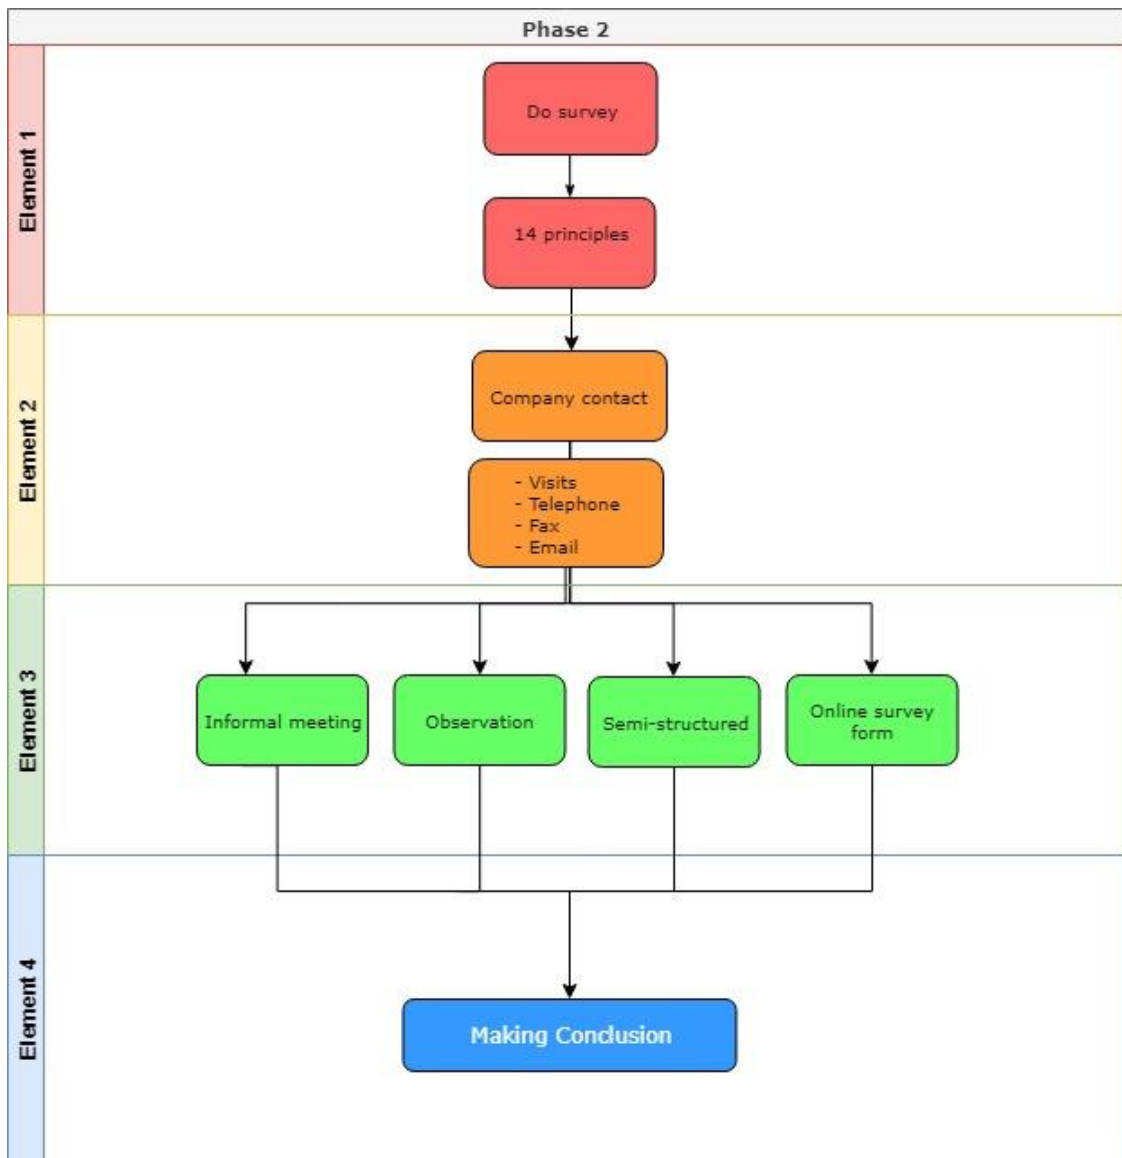 Phase 2
Element 1
Do survey
14 principles
Element 2
Company contact
- Visits
- Telephone
- Fax
- Email
Element 3
Informal meeting
Observation
Semi-structured
Online survey
form
Element 4
Making Conclusion